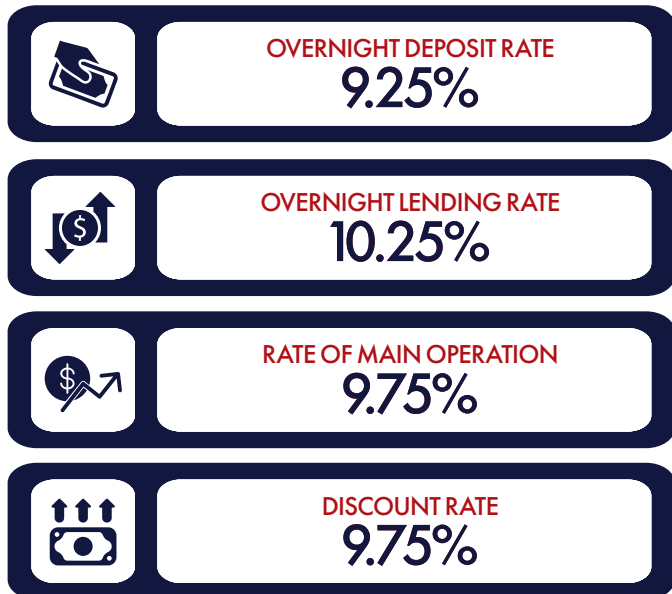 OVERNIGHT DEPOSIT RATE
9.25%
$
OVERNIGHT LENDING RATE
10.25%
$
RATE OF MAIN OPERATION
9.75%
DISCOUNT RATE
9.75%